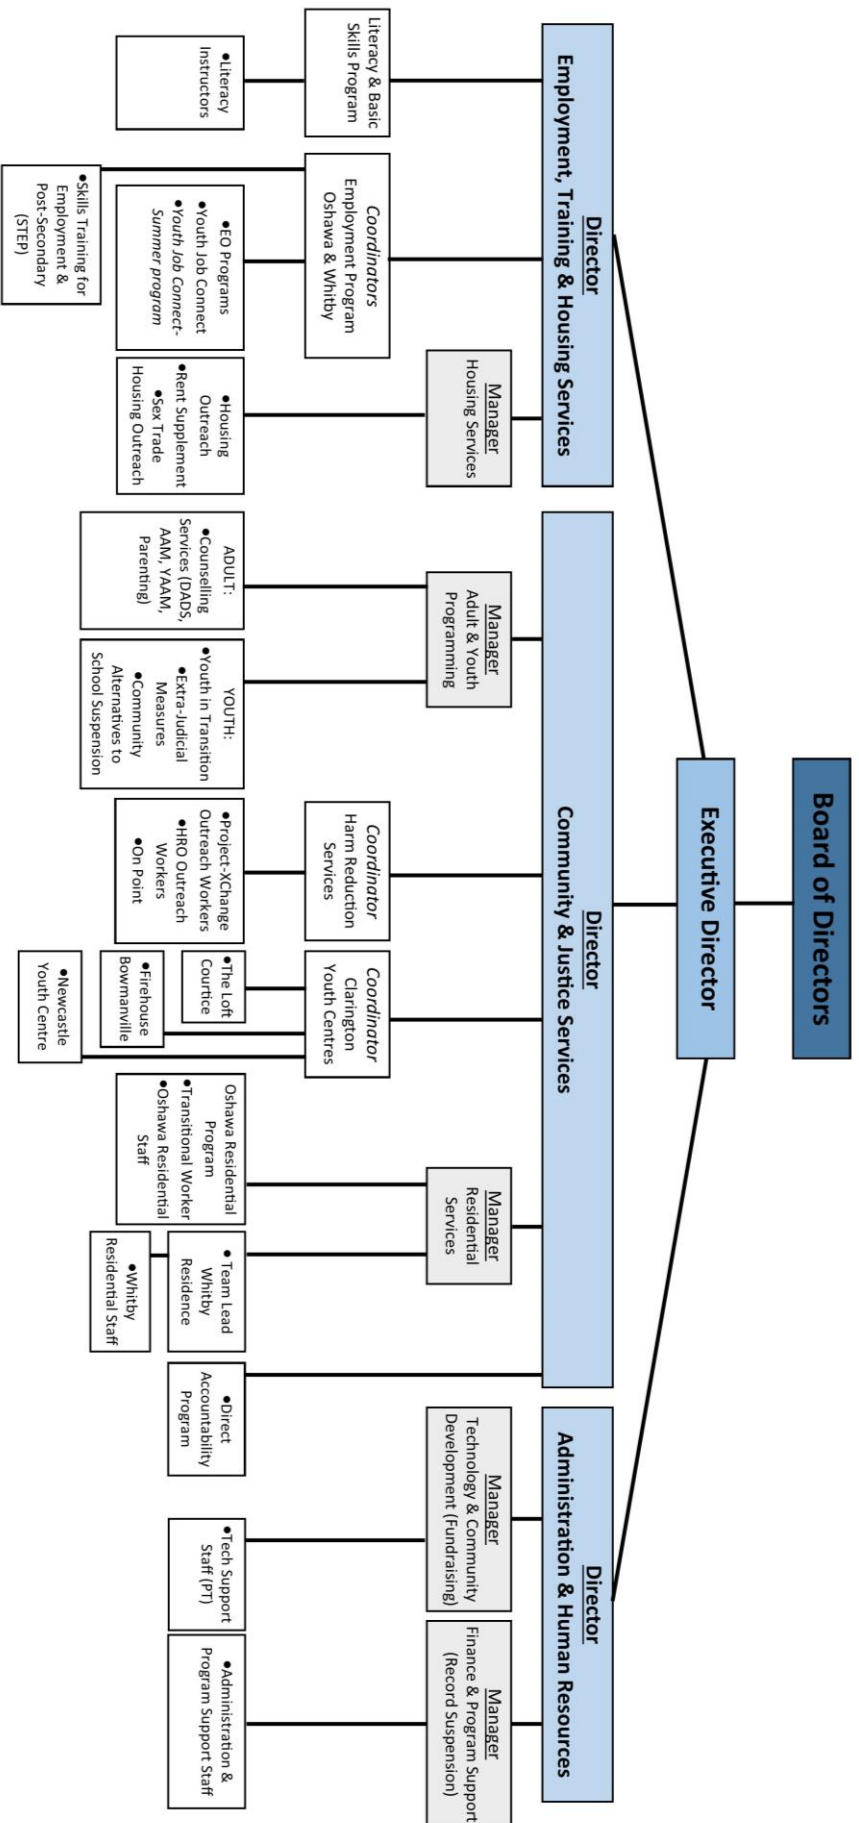 Board of Directors
Executive Director
Director
Employment, Training & Housing Services
Director
Community & Justice Services
Director
Administration & Human Resources
Literacy & Basic
Skills Program
●Literacy
Instructors
Coordinators
Employment Program
Oshawa & Whitby
●EO Programs
●Youth Job Connect
●Youth Job Connect-
Summer program
●Skills Training for
Employment &
Post-Secondary
(STEP)
Manager
Housing Services
●Housing
Outreach
●Rent Supplement
●Sex Trade
Housing Outreach
Manager
Adult & Youth
Programming
ADULT:
●Counselling
Services (DADS,
AAM, YAAM,
Parenting)
YOUTH:
●Youth in Transition
●Extra-Judicial
Measures
●Community
Alternatives to
School Suspension
Coordinator
Harm Reduction
Services
●Project-XChange
Outreach Workers
●HRO Outreach
Workers
●On Point
Coordinator
Clarington
Youth Centres
●The Loft
Courtice
●Firehouse
Bowmanville
●Newcastle
Youth Centre
Manager
Residential
Services
Oshawa Residential
Program
●Transitional Worker
●Oshawa Residential
Staff
● Team Lead
Whitby
Residence
●Whitby
Residential Staff
●Direct
Accountability
Program
Manager
Technology & Community
Development (Fundraising)
●Tech Support
Staff (PT)
Manager
Finance & Program Support
(Record Suspension)
●Administration &
Program Support Staff